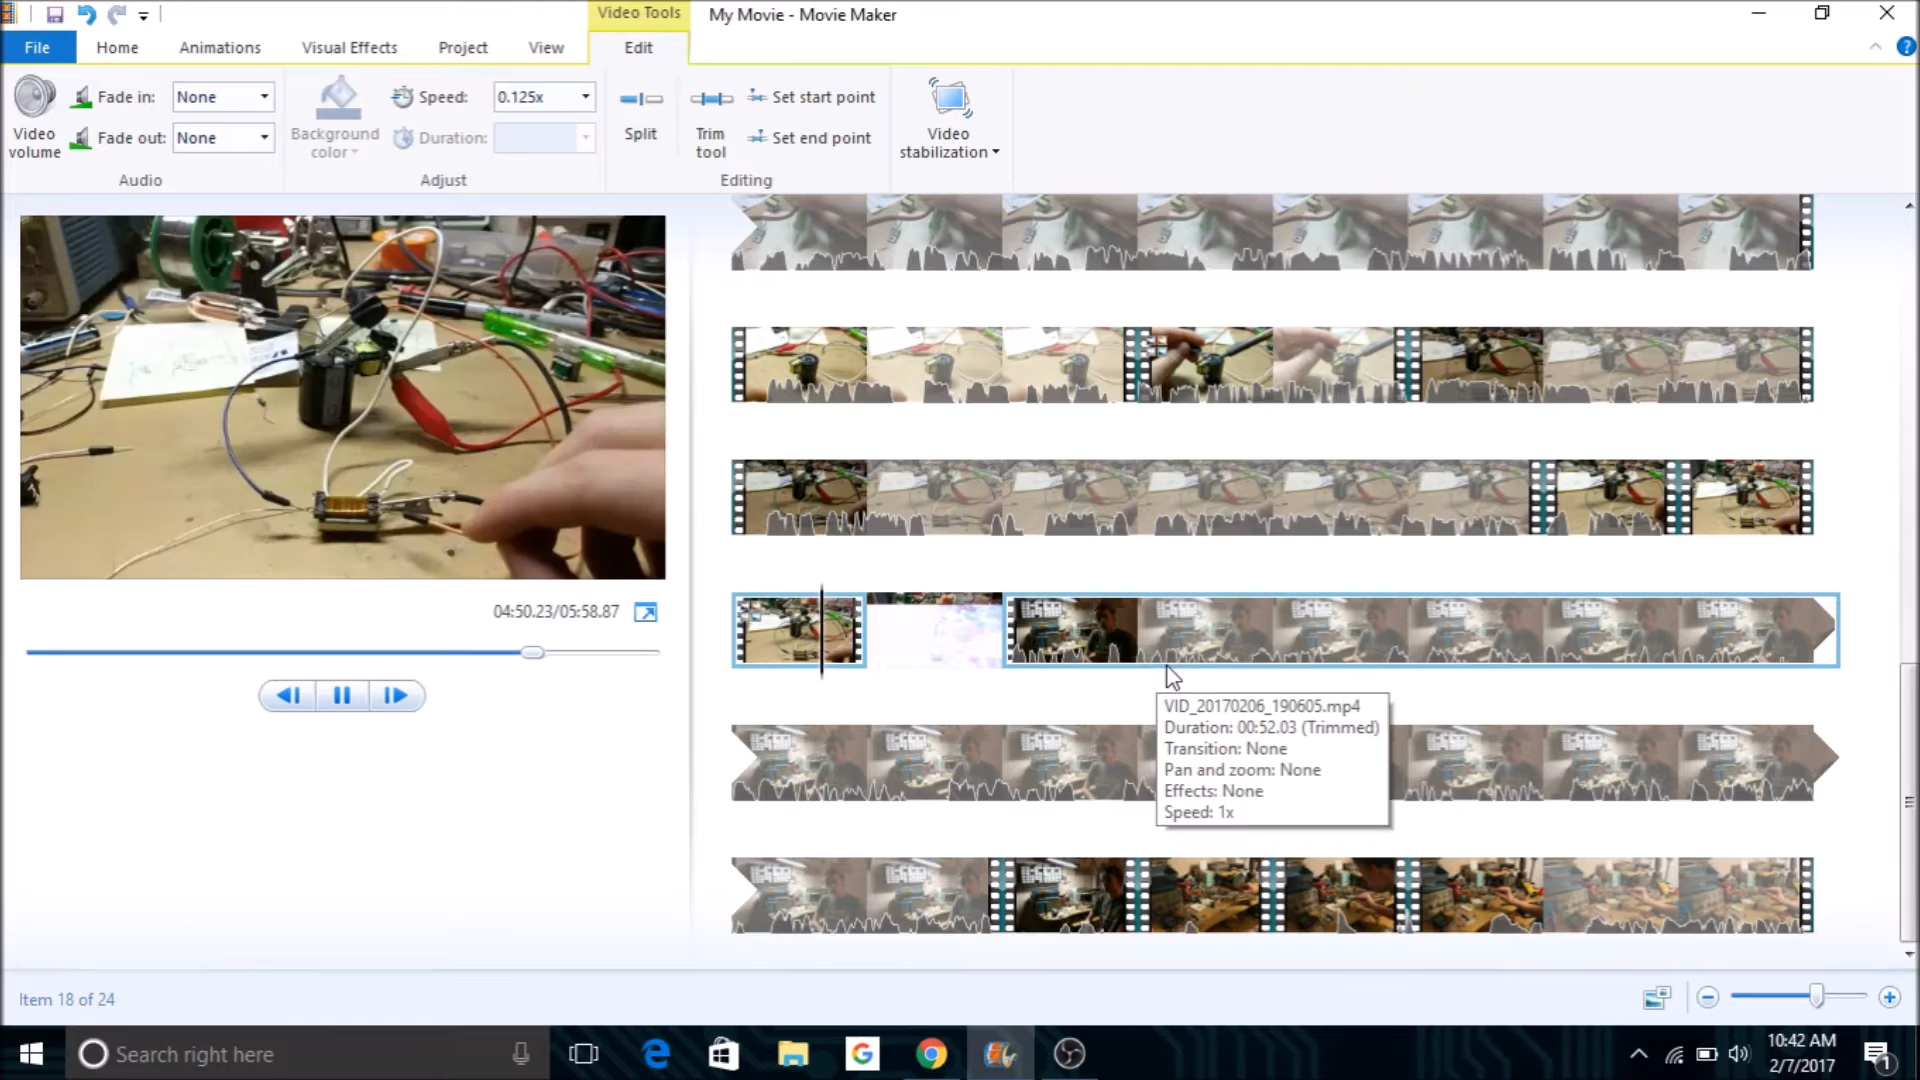 Video Tools
My Movie - Movie Maker
File
Home
Animations
Visual Effects
Project
View
Edit
?
Video
volume
Fade in:
None
Fade out:
None
Audio
Background
color
Speed:
0.125x
Duration:
Adjust
Split
Trim
tool
Set start point
Set end point
Editing
Video
stabilization
04:50.23/05:58.87
VID_20170206_190605.mp4
Duration: 00:52.03 (Trimmed)
Transition: None
Pan and zoom: None
Effects: None
Speed: 1x
Item 18 of 24
Search right here
G
10:42 AM
2/7/2017
1